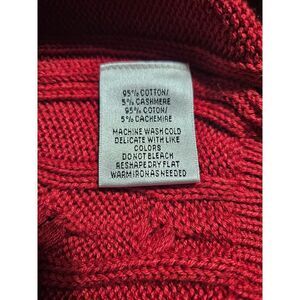 95% COTTON/
5% CASHMERE
95% COTON/
5% CACHEMIRE
MACHINE WASH COLD
DELICATE WITH LIKE
COLORS
DO NOT BLEACH
RESHAPE DRY FLAT
WARM IRON AS NEEDED